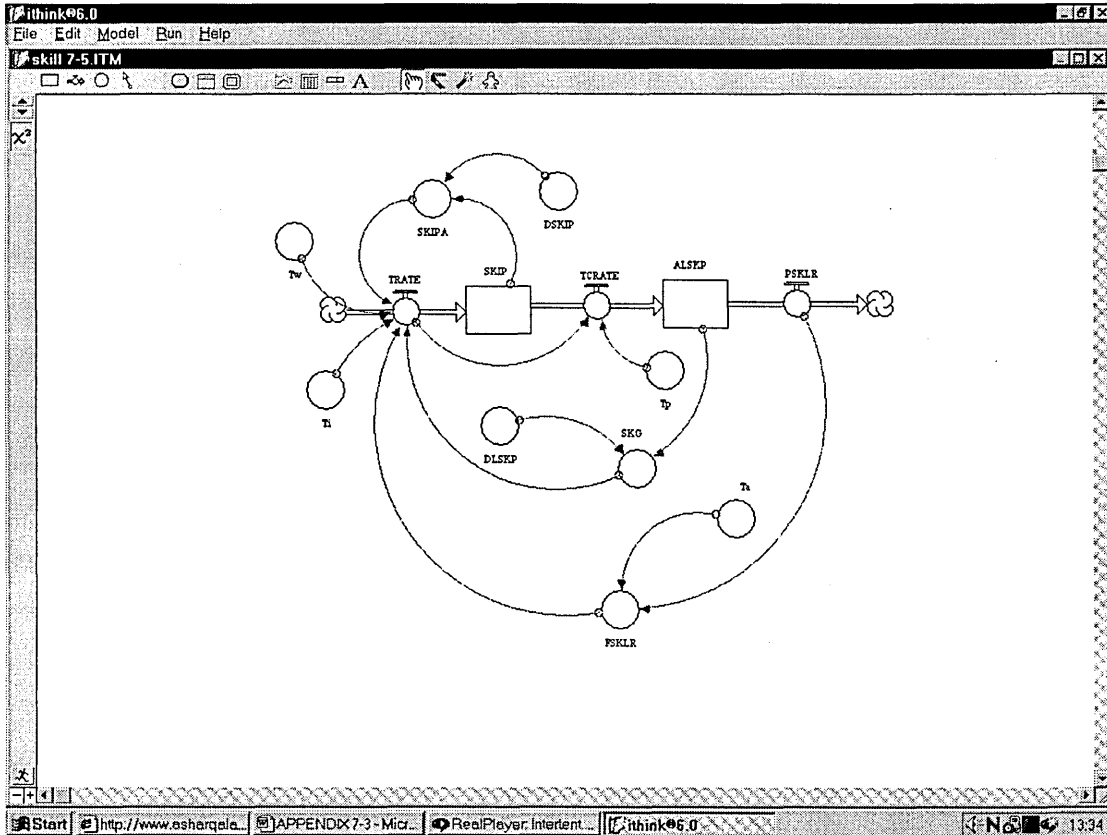 ithink®6.0
File Edit Model Run Help
skill 7-5.ITM
A
χ²
SKIPA
DSKIP
Tw
TRATE
SKIP
TCRATE
ALSKP
PSKLR
Ti
Tp
DLSKP
SKG
FSKLR
Start
http://www.asharqala...
APPENDIX 7-3 - Micr...
RealPlayer: Intertent...
ithink®6.0
N
13:34